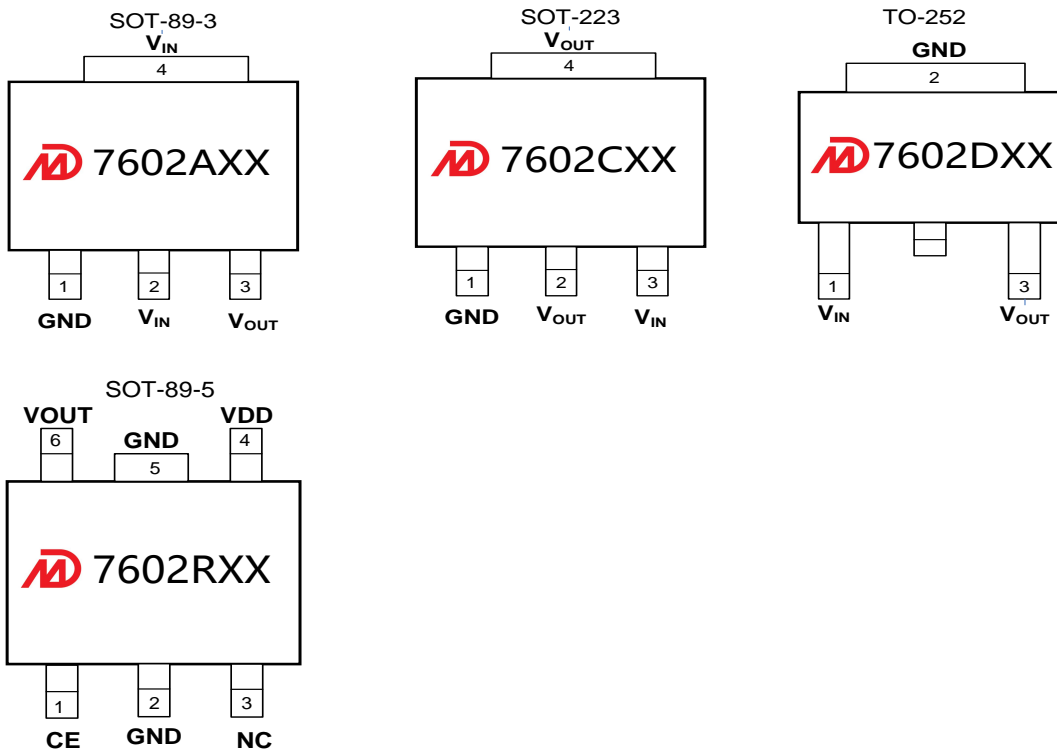 SOT-89-3
VIN
4
7602AXX
1 2 3
GND VIN VOUT
SOT-223
VOUT
4
7602CXX
1 2 3
GND VOUT VIN
TO-252
GND
2
7602DXX
1 3
VIN VOUT
SOT-89-5
VOUT GND VDD
6 5 4
7602RXX
1 2 3
CE GND NC